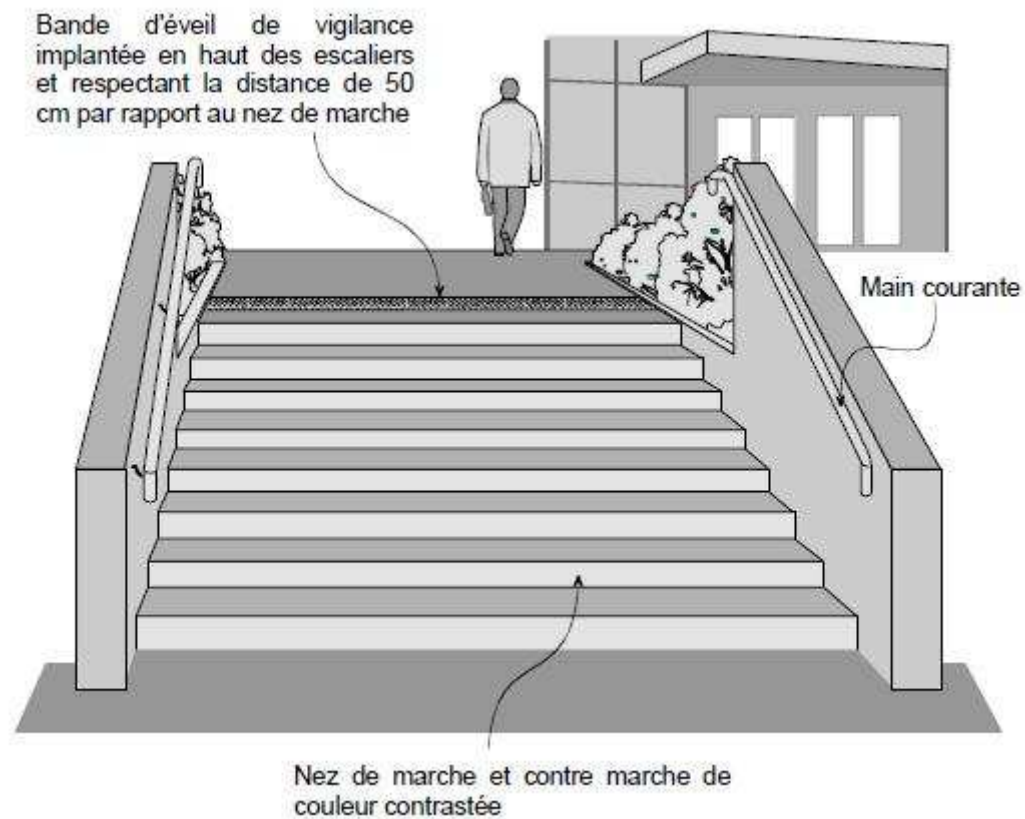 Bande d'éveil de vigilance
implantée en haut des escaliers
et respectant la distance de 50
cm par rapport au nez de marche
Main courante
Nez de marche et contre marche de
couleur contrastée